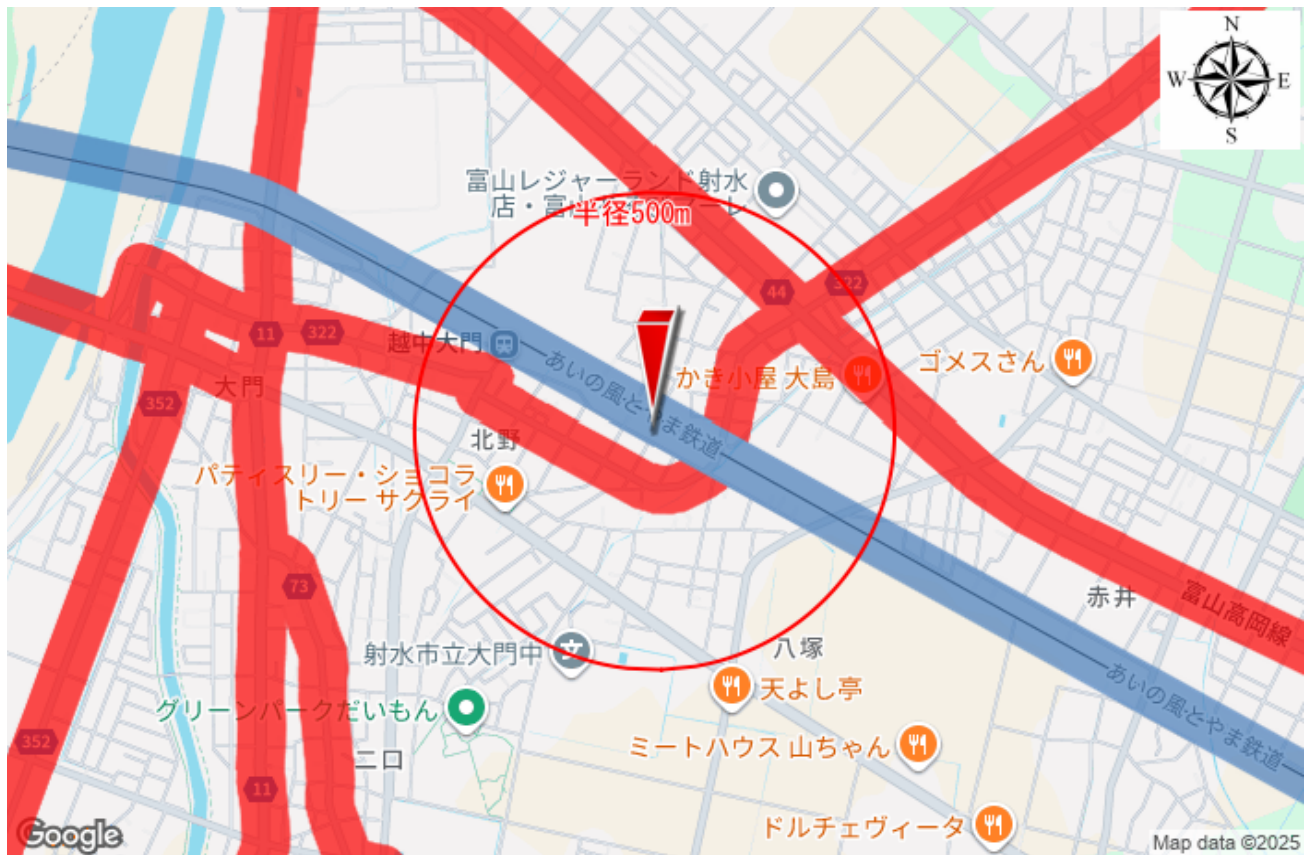 N
W
E
S
富山レジャーランド射水
半径500m
44
322
11
322
越中大門
あいの風とやま鉄道
かき小屋 大島
ゴメスさん
大門
352
北野
パティスリー・ショコラ
トリー サクライ
73
赤井
富山高岡線
射水市立大門中
八塚
あいの風とやま鉄道
天よし亭
グリーンパークだいもん
352
二口
ミートハウス 山ちゃん
11
ドルチェヴィータ
Google
Map data ©2025